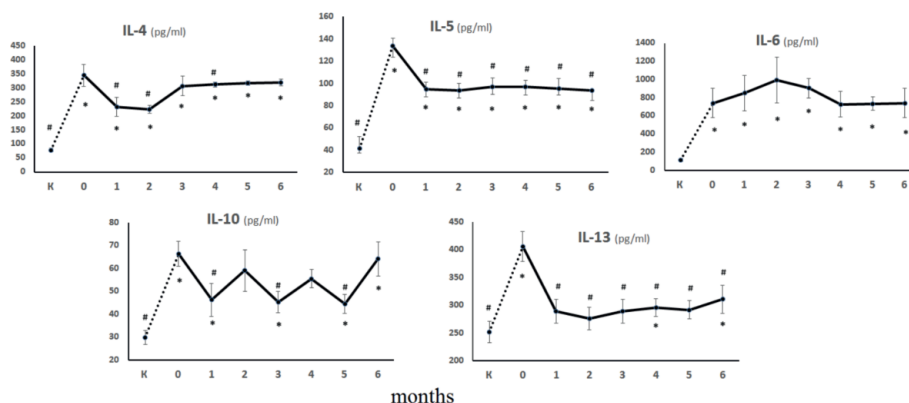 IL-4 (pg/ml)
450
400
350
300
250
200
150
100
50
0
# # # #
* * * * * * *
K 0 1 2 3 4 5 6
IL-5 (pg/ml)
160
140
120
100
80
60
40
20
# # # # # # #
* * * * * * *
K 0 1 2 3 4 5 6
IL-6 (pg/ml)
1400
1200
1000
800
600
400
200
0
* * * * * * *
K 0 1 2 3 4 5 6
IL-10 (pg/ml)
80
70
60
50
40
30
20
# # # #
* * * * *
K 0 1 2 3 4 5 6
IL-13 (pg/ml)
450
400
350
300
250
200
# # # # # # #
* * *
K 0 1 2 3 4 5 6
months